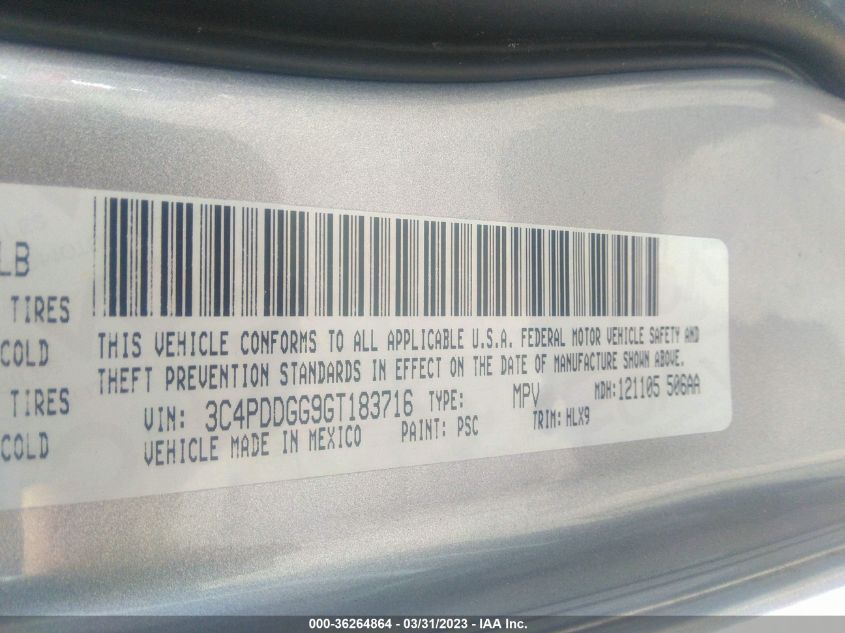 LB
TIRES
COLD
TIRES
COLD
THIS VEHICLE CONFORMS TO ALL APPLICABLE U.S.A. FEDERAL MOTOR VEHICLE SAFETY AND
THEFT PREVENTION STANDARDS IN EFFECT ON THE DATE OF MANUFACTURE SHOWN ABOVE.
VIN: 3C4PDDGG9GT183716 TYPE: MPV MDH: 121105 506AA
VEHICLE MADE IN MEXICO PAINT: PSC TRIM: HLX9
000-36264864 - 03/31/2023 - IAA Inc.